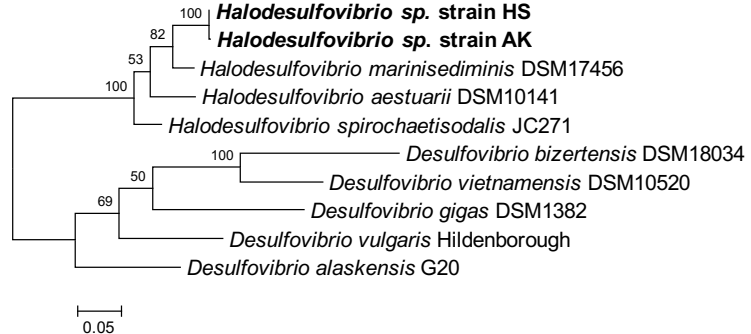 100
Halodesulfovibrio sp. strain HS
Halodesulfovibrio sp. strain AK
82
Halodesulfovibrio marinisediminis DSM17456
53
Halodesulfovibrio aestuarii DSM10141
100
Halodesulfovibrio spirochaetisodalis JC271
100
Desulfovibrio bizertensis DSM18034
50
Desulfovibrio vietnamensis DSM10520
69
Desulfovibrio gigas DSM1382
Desulfovibrio vulgaris Hildenborough
Desulfovibrio alaskensis G20
0.05